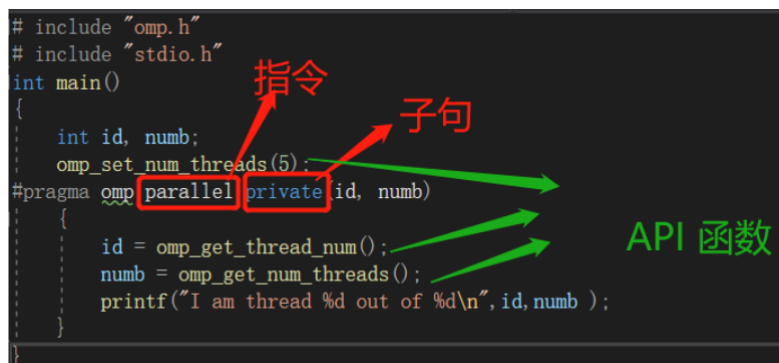 # include "omp.h"
# include "stdio.h"
指令
int main()
{
子句
int id, numb;
omp_set_num_threads(5);
#pragma omp parallel private(id, numb)
{
id = omp_get_thread_num();
API 函数
numb = omp_get_num_threads();
printf("I am thread %d out of %d\n",id,numb );
}
}